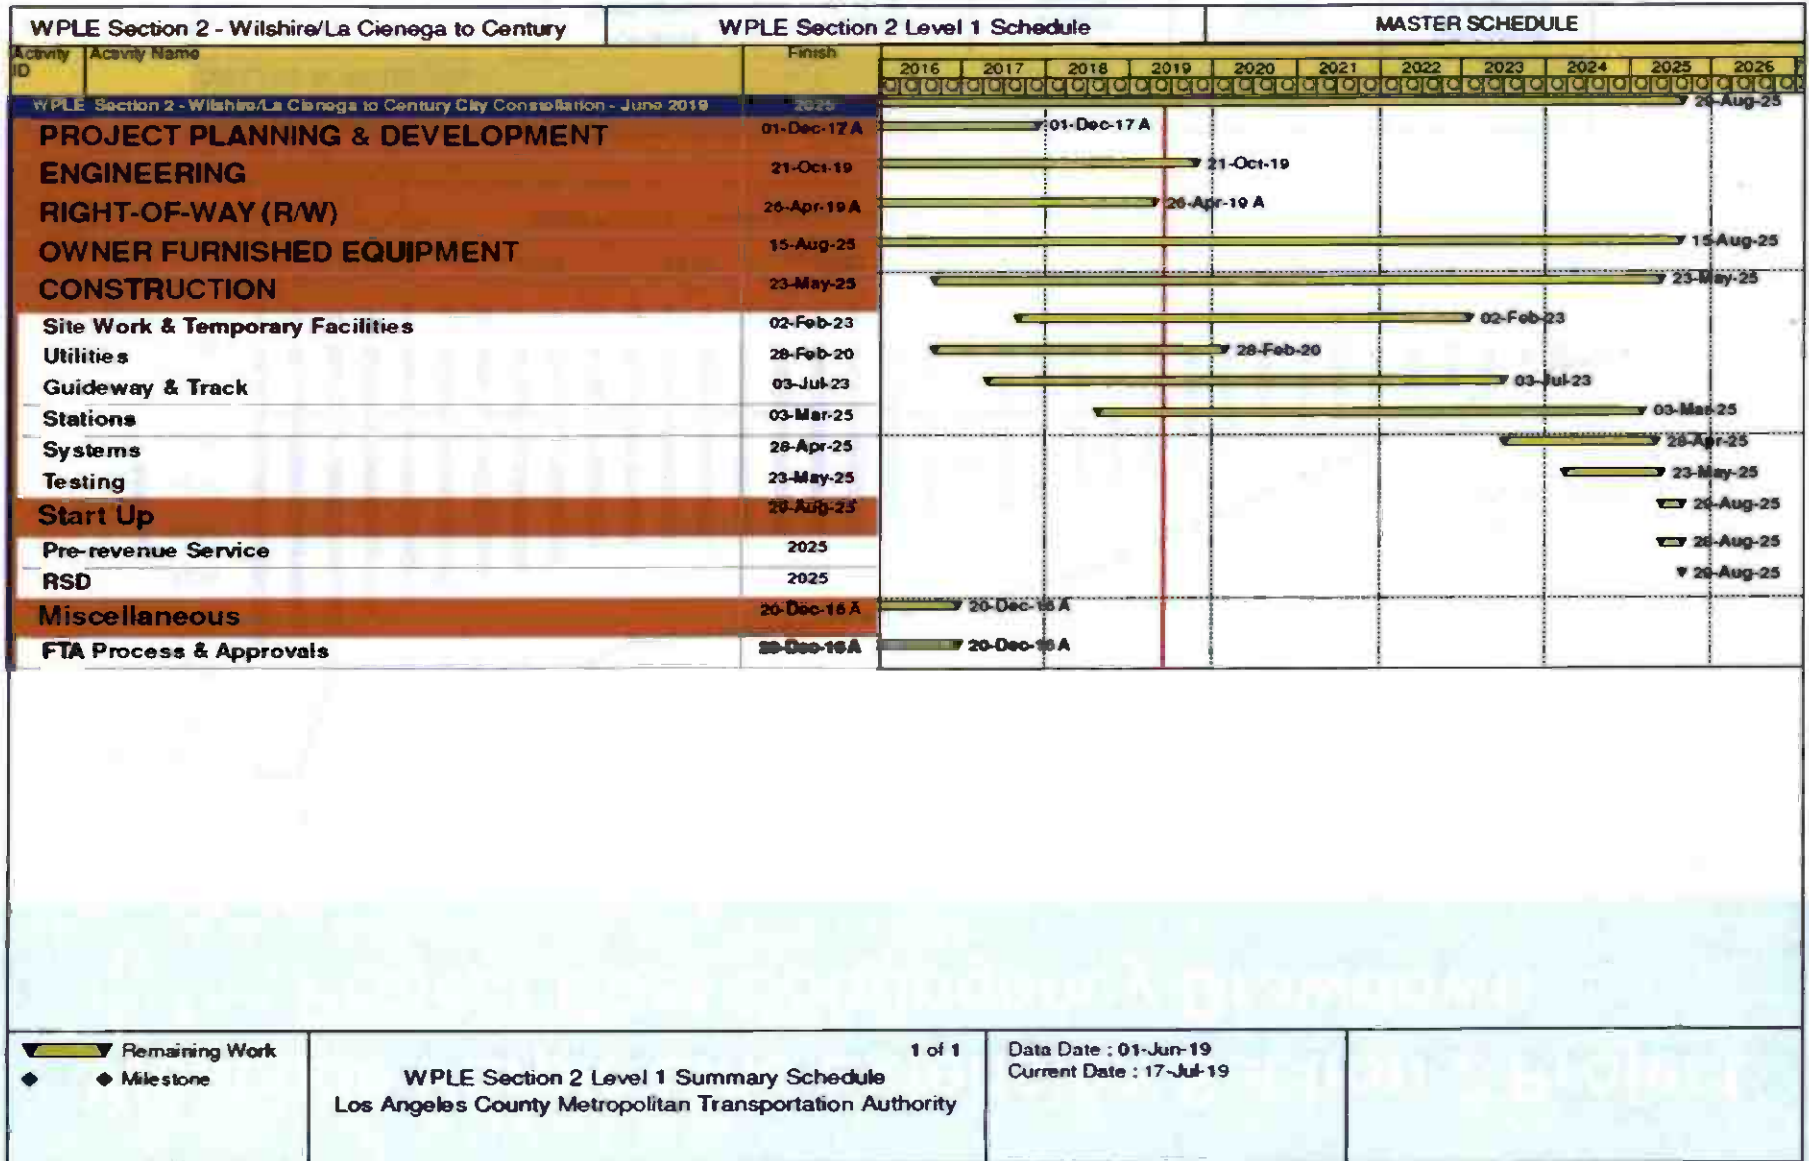 WPLE Section 2 - Wilshire/La Cienega to Century
WPLE Section 2 Level 1 Schedule
MASTER SCHEDULE
Activity ID
Activity Name
Finish
2016 2017 2018 2019 2020 2021 2022 2023 2024 2025 2026
WPLE Section 2 - Wilshire/La Cienega to Century City Constellation - June 2019 2025 29-Aug-25
PROJECT PLANNING & DEVELOPMENT 01-Dec-17 A 01-Dec-17 A
ENGINEERING 21-Oct-19 21-Oct-19
RIGHT-OF-WAY (R/W) 26-Apr-19 A 26-Apr-19 A
OWNER FURNISHED EQUIPMENT 15-Aug-25 15-Aug-25
CONSTRUCTION 23-May-25 23-May-25
Site Work & Temporary Facilities 02-Feb-23 02-Feb-23
Utilities 28-Feb-20 28-Feb-20
Guideway & Track 03-Jul-23 03-Jul-23
Stations 03-Mar-25 03-Mar-25
Systems 28-Apr-25 28-Apr-25
Testing 23-May-25 23-May-25
Start Up 29-Aug-25 29-Aug-25
Pre-revenue Service 2025 28-Aug-25
RSD 2025 29-Aug-25
Miscellaneous 20-Dec-16 A 20-Dec-16 A
FTA Process & Approvals 20-Dec-16 A 20-Dec-16 A
Remaining Work
Milestone
1 of 1
WPLE Section 2 Level 1 Summary Schedule
Los Angeles County Metropolitan Transportation Authority
Data Date : 01-Jun-19
Current Date : 17-Jul-19